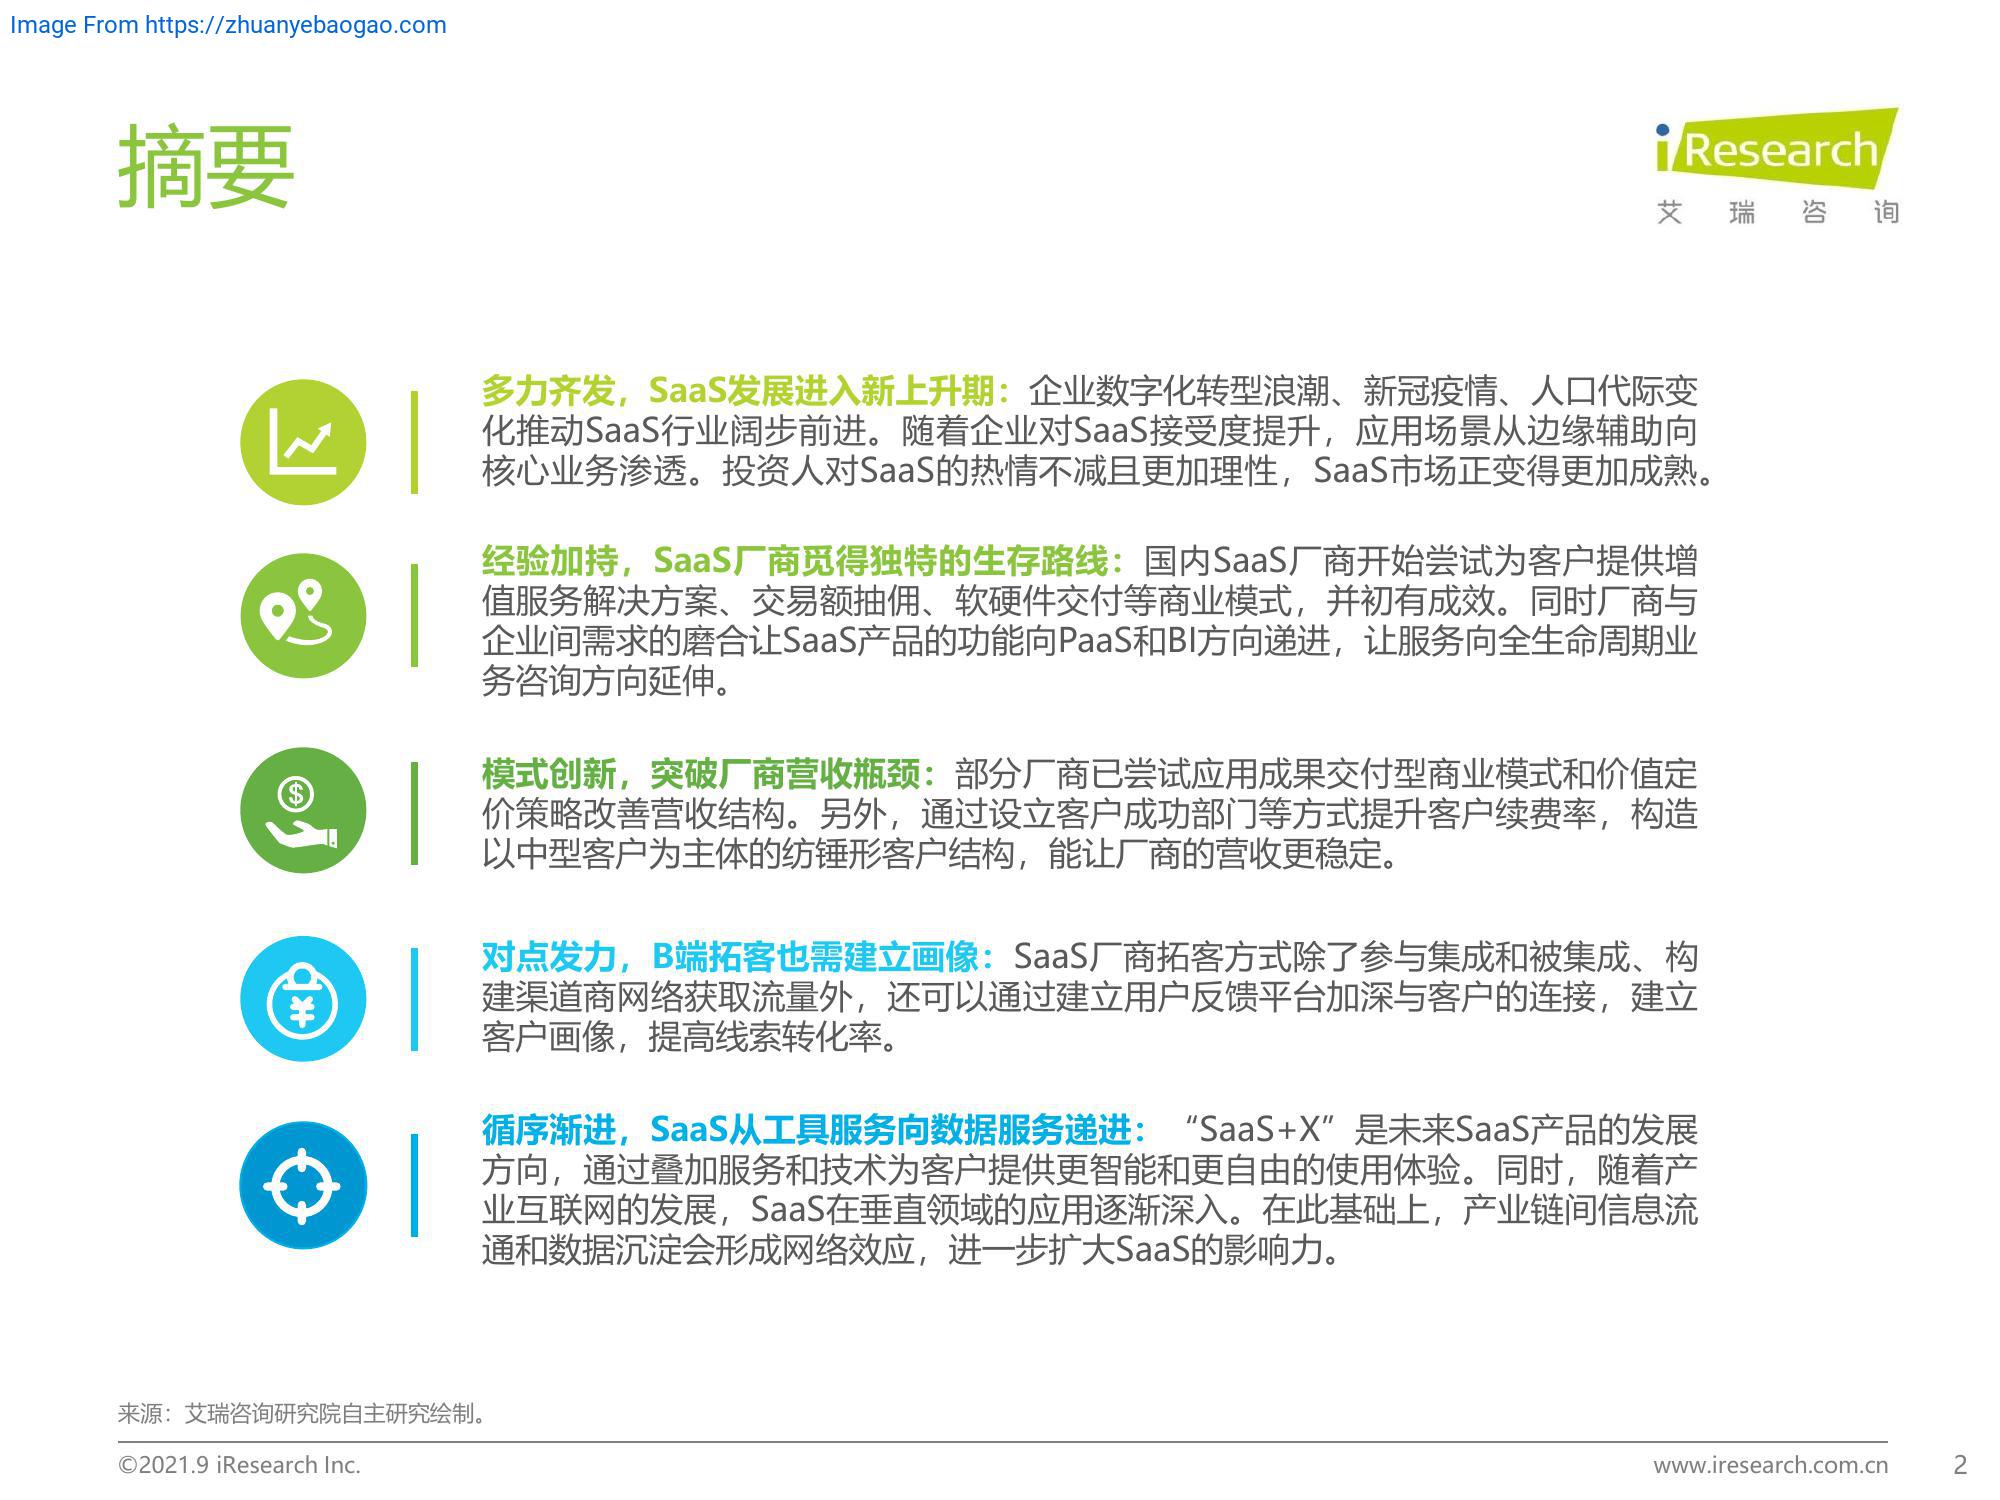 Image From https://zhuanyebaogao.com
摘要
iResearch
艾 瑞 咨 询
多力齐发，SaaS发展进入新上升期：企业数字化转型浪潮、新冠疫情、人口代际变
化推动SaaS行业阔步前进。随着企业对SaaS接受度提升，应用场景从边缘辅助向
核心业务渗透。投资人对SaaS的热情不减且更加理性，SaaS市场正变得更加成熟。
经验加持，SaaS厂商觅得独特的生存路线：国内SaaS厂商开始尝试为客户提供增
值服务解决方案、交易额抽佣、软硬件交付等商业模式，并初有成效。同时厂商与
企业间需求的磨合让SaaS产品的功能向PaaS和BI方向递进，让服务向全生命周期业
务咨询方向延伸。
$
模式创新，突破厂商营收瓶颈：部分厂商已尝试应用成果交付型商业模式和价值定
价策略改善营收结构。另外，通过设立客户成功部门等方式提升客户续费率，构造
以中型客户为主体的纺锤形客户结构，能让厂商的营收更稳定。
¥
对点发力，B端拓客也需建立画像：SaaS厂商拓客方式除了参与集成和被集成、构
建渠道商网络获取流量外，还可以通过建立用户反馈平台加深与客户的连接，建立
客户画像，提高线索转化率。
循序渐进，SaaS从工具服务向数据服务递进：“SaaS+X”是未来SaaS产品的发展
方向，通过叠加服务和技术为客户提供更智能和更自由的使用体验。同时，随着产
业互联网的发展，SaaS在垂直领域的应用逐渐深入。在此基础上，产业链间信息流
通和数据沉淀会形成网络效应，进一步扩大SaaS的影响力。
来源：艾瑞咨询研究院自主研究绘制。
©2021.9 iResearch Inc.
www.iresearch.com.cn
2